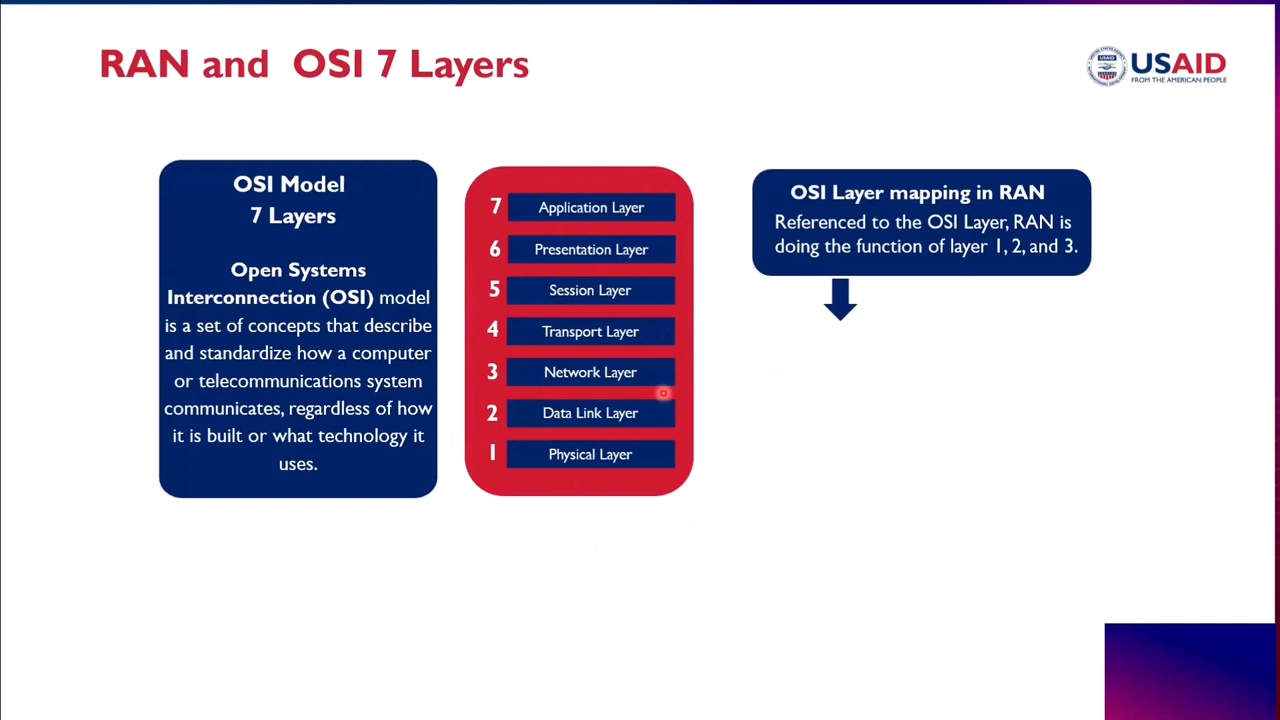 RAN and OSI 7 Layers
USAID
FROM THE AMERICAN PEOPLE
OSI Model
7 Layers
Open Systems
Interconnection (OSI) model
is a set of concepts that describe
and standardize how a computer
or telecommunications system
communicates, regardless of how
it is built or what technology it
uses.
7 Application Layer
6 Presentation Layer
5 Session Layer
4 Transport Layer
3 Network Layer
2 Data Link Layer
1 Physical Layer
OSI Layer mapping in RAN
Referenced to the OSI Layer, RAN is
doing the function of layer 1, 2, and 3.